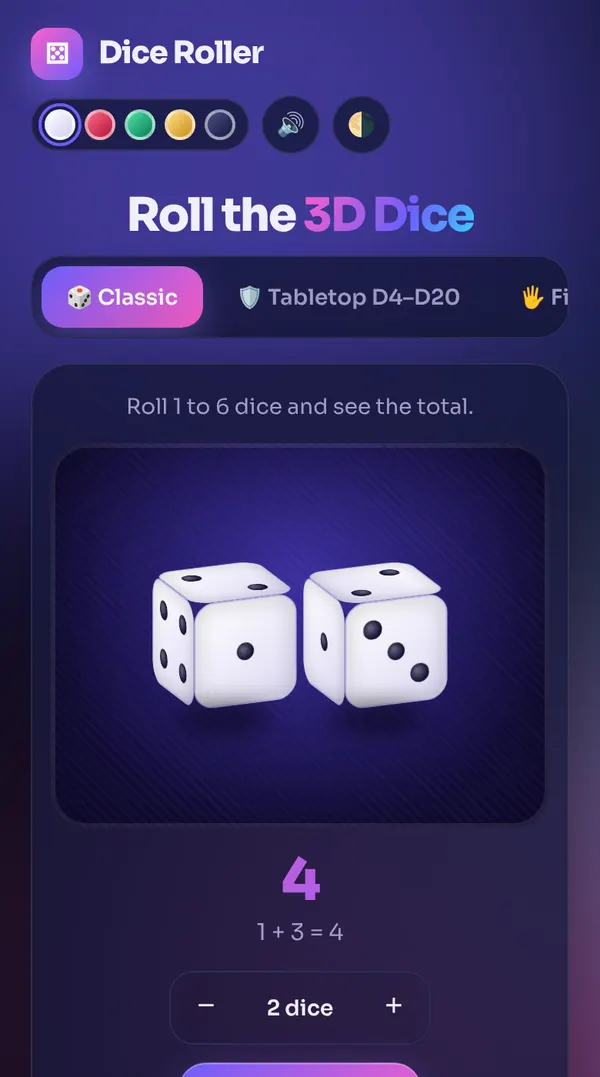 Dice Roller
Roll the 3D Dice
Classic
Tabletop D4–D20
Roll 1 to 6 dice and see the total.
4
1 + 3 = 4
− 2 dice +